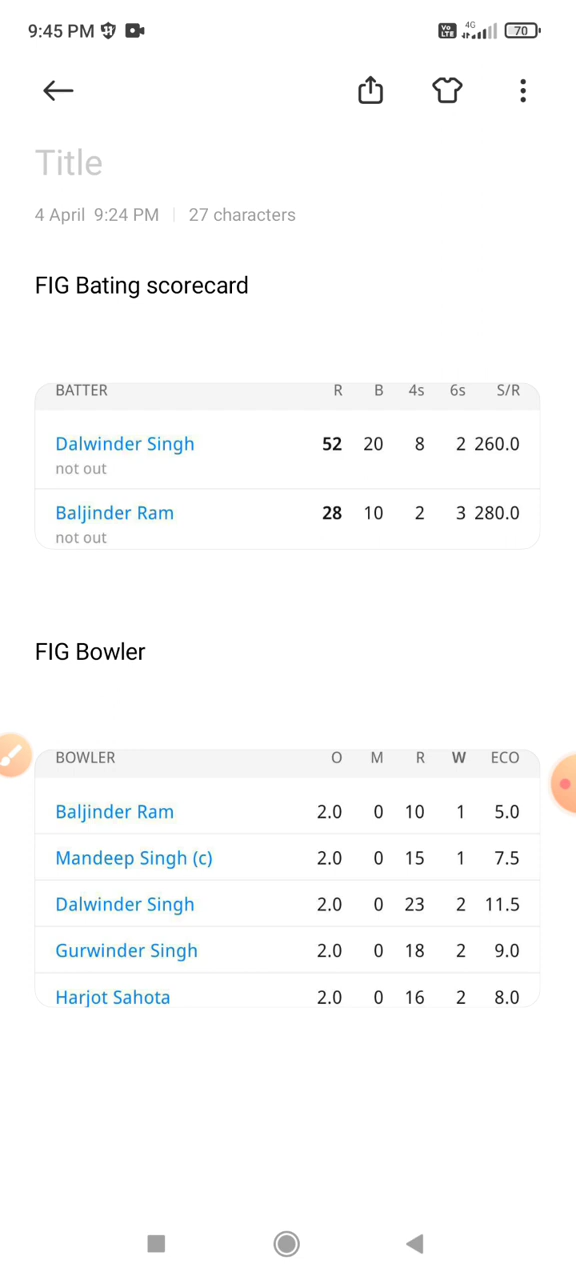 9:45 PM Vo LTE 4G 70
Title
4 April 9:24 PM | 27 characters
FIG Bating scorecard
BATTER R B 4s 6s S/R
Dalwinder Singh 52 20 8 2 260.0
not out
Baljinder Ram 28 10 2 3 280.0
not out
FIG Bowler
BOWLER O M R W ECO
Baljinder Ram 2.0 0 10 1 5.0
Mandeep Singh (c) 2.0 0 15 1 7.5
Dalwinder Singh 2.0 0 23 2 11.5
Gurwinder Singh 2.0 0 18 2 9.0
Harjot Sahota 2.0 0 16 2 8.0